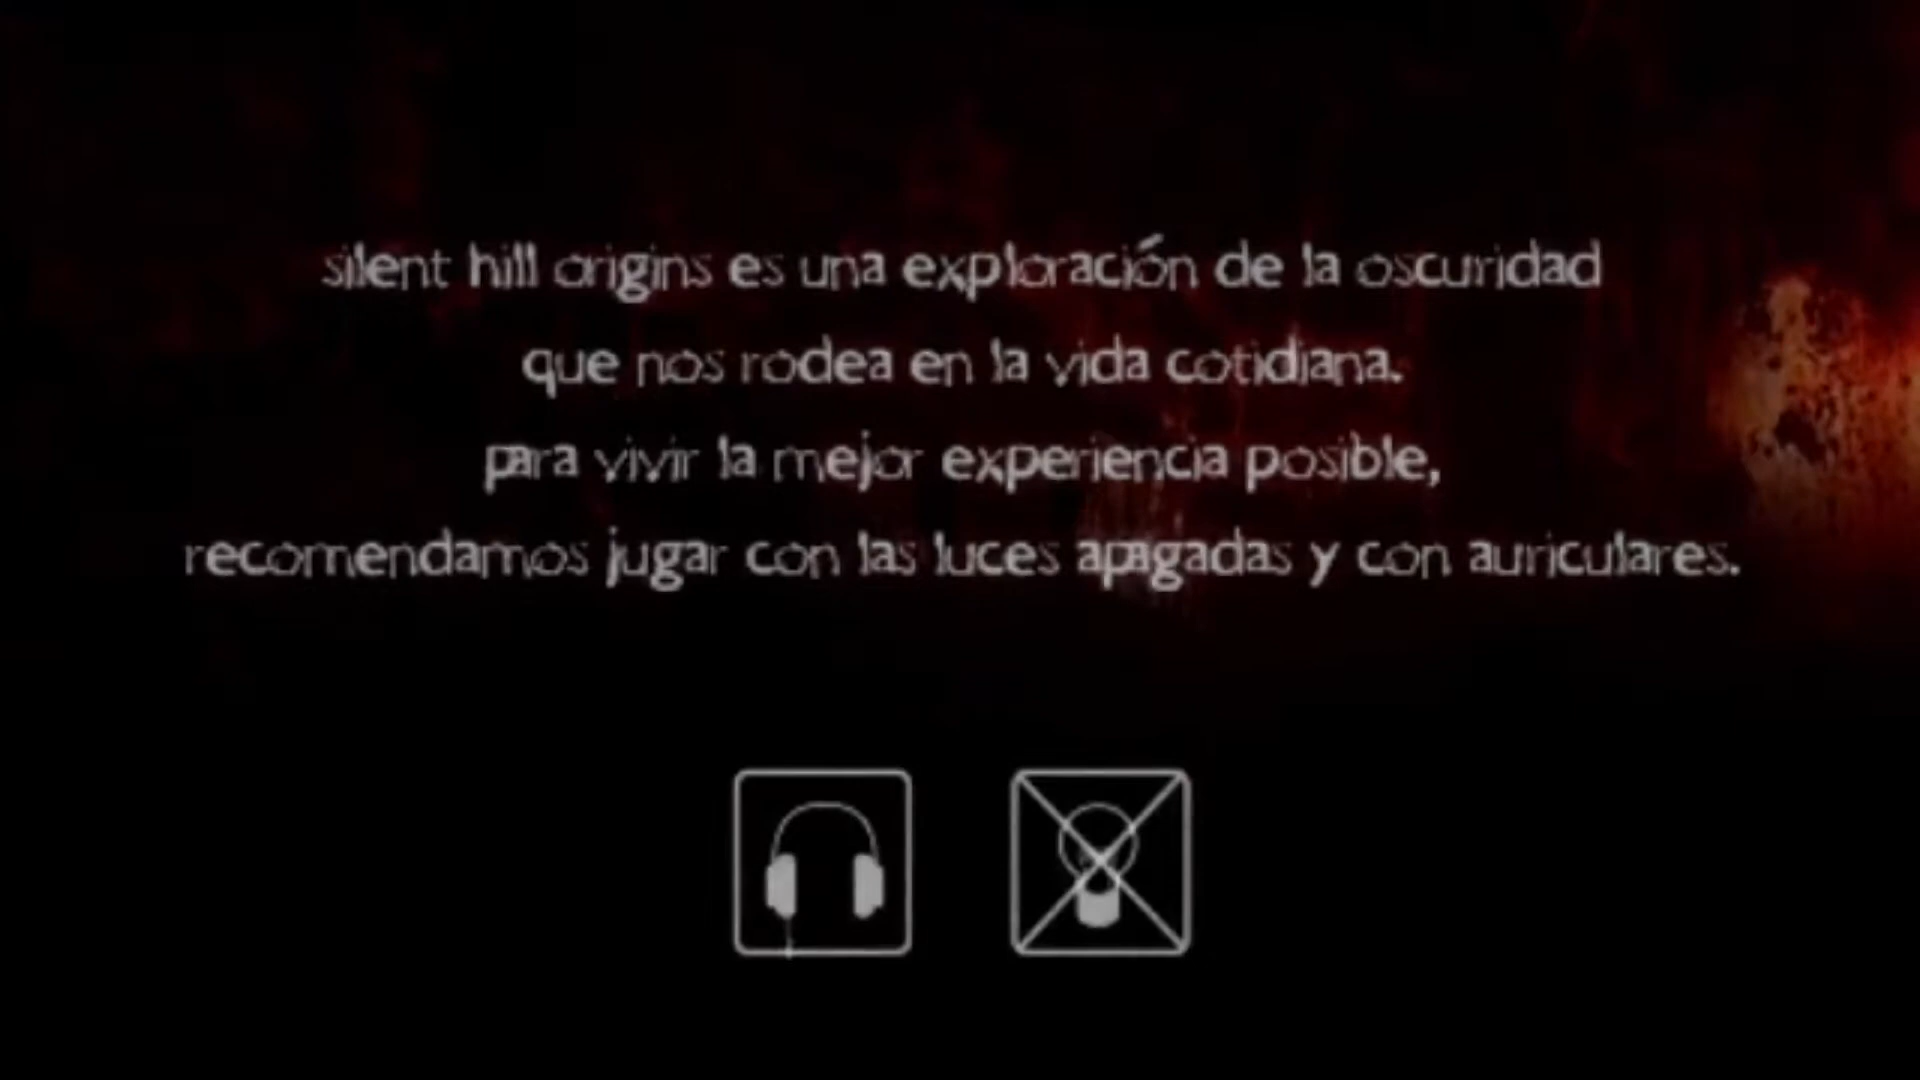 silent hill origins es una exploración de la oscuridad
que nos rodea en la vida cotidiana.
para vivir la mejor experiencia posible,
recomendamos jugar con las luces apagadas y con auriculares.